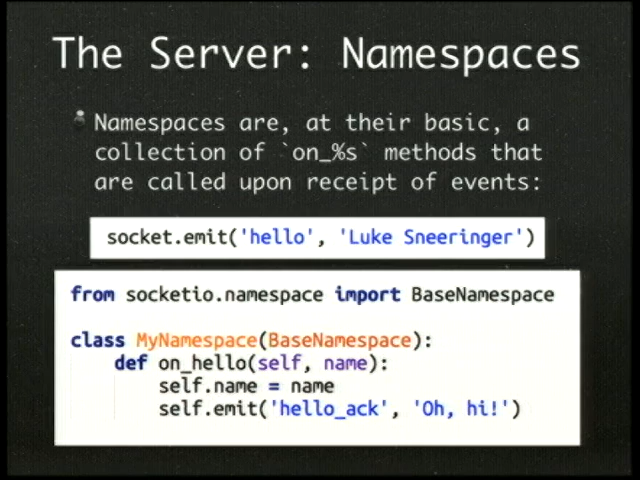 The Server: Namespaces
Namespaces are, at their basic, a
collection of `on_%s` methods that
are called upon receipt of events:
socket.emit('hello', 'Luke Sneeringer')
from socketio.namespace import BaseNamespace
class MyNamespace(BaseNamespace):
def on_hello(self, name):
self.name = name
self.emit('hello_ack', 'Oh, hi!')